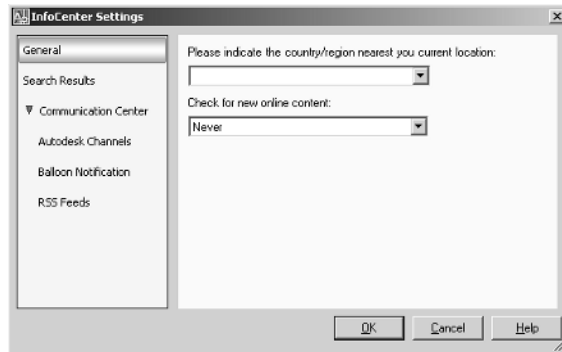 InfoCenter Settings
General
Search Results
Communication Center
Autodesk Channels
Balloon Notification
RSS Feeds
Please indicate the country/region nearest you current location:
Check for new online content:
Never
OK
Cancel
Help